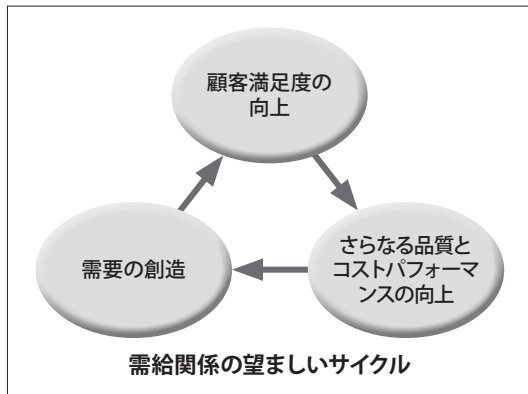 顧客満足度の
向上
さらなる品質と
コストパフォーマ
ンスの向上
需要の創造
需給関係の望ましいサイクル